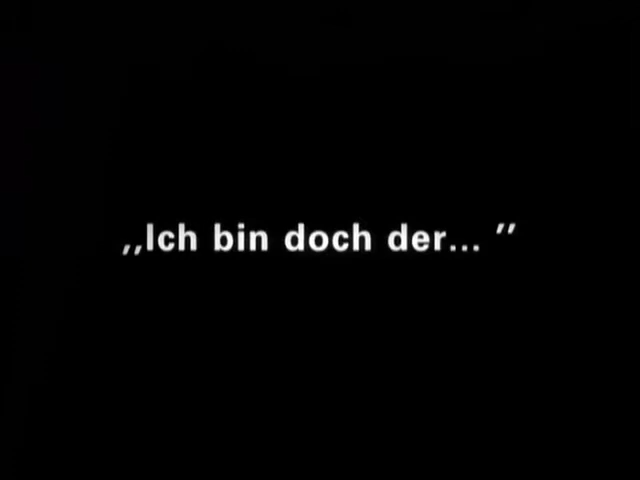 ,,Ich bin doch der... ”